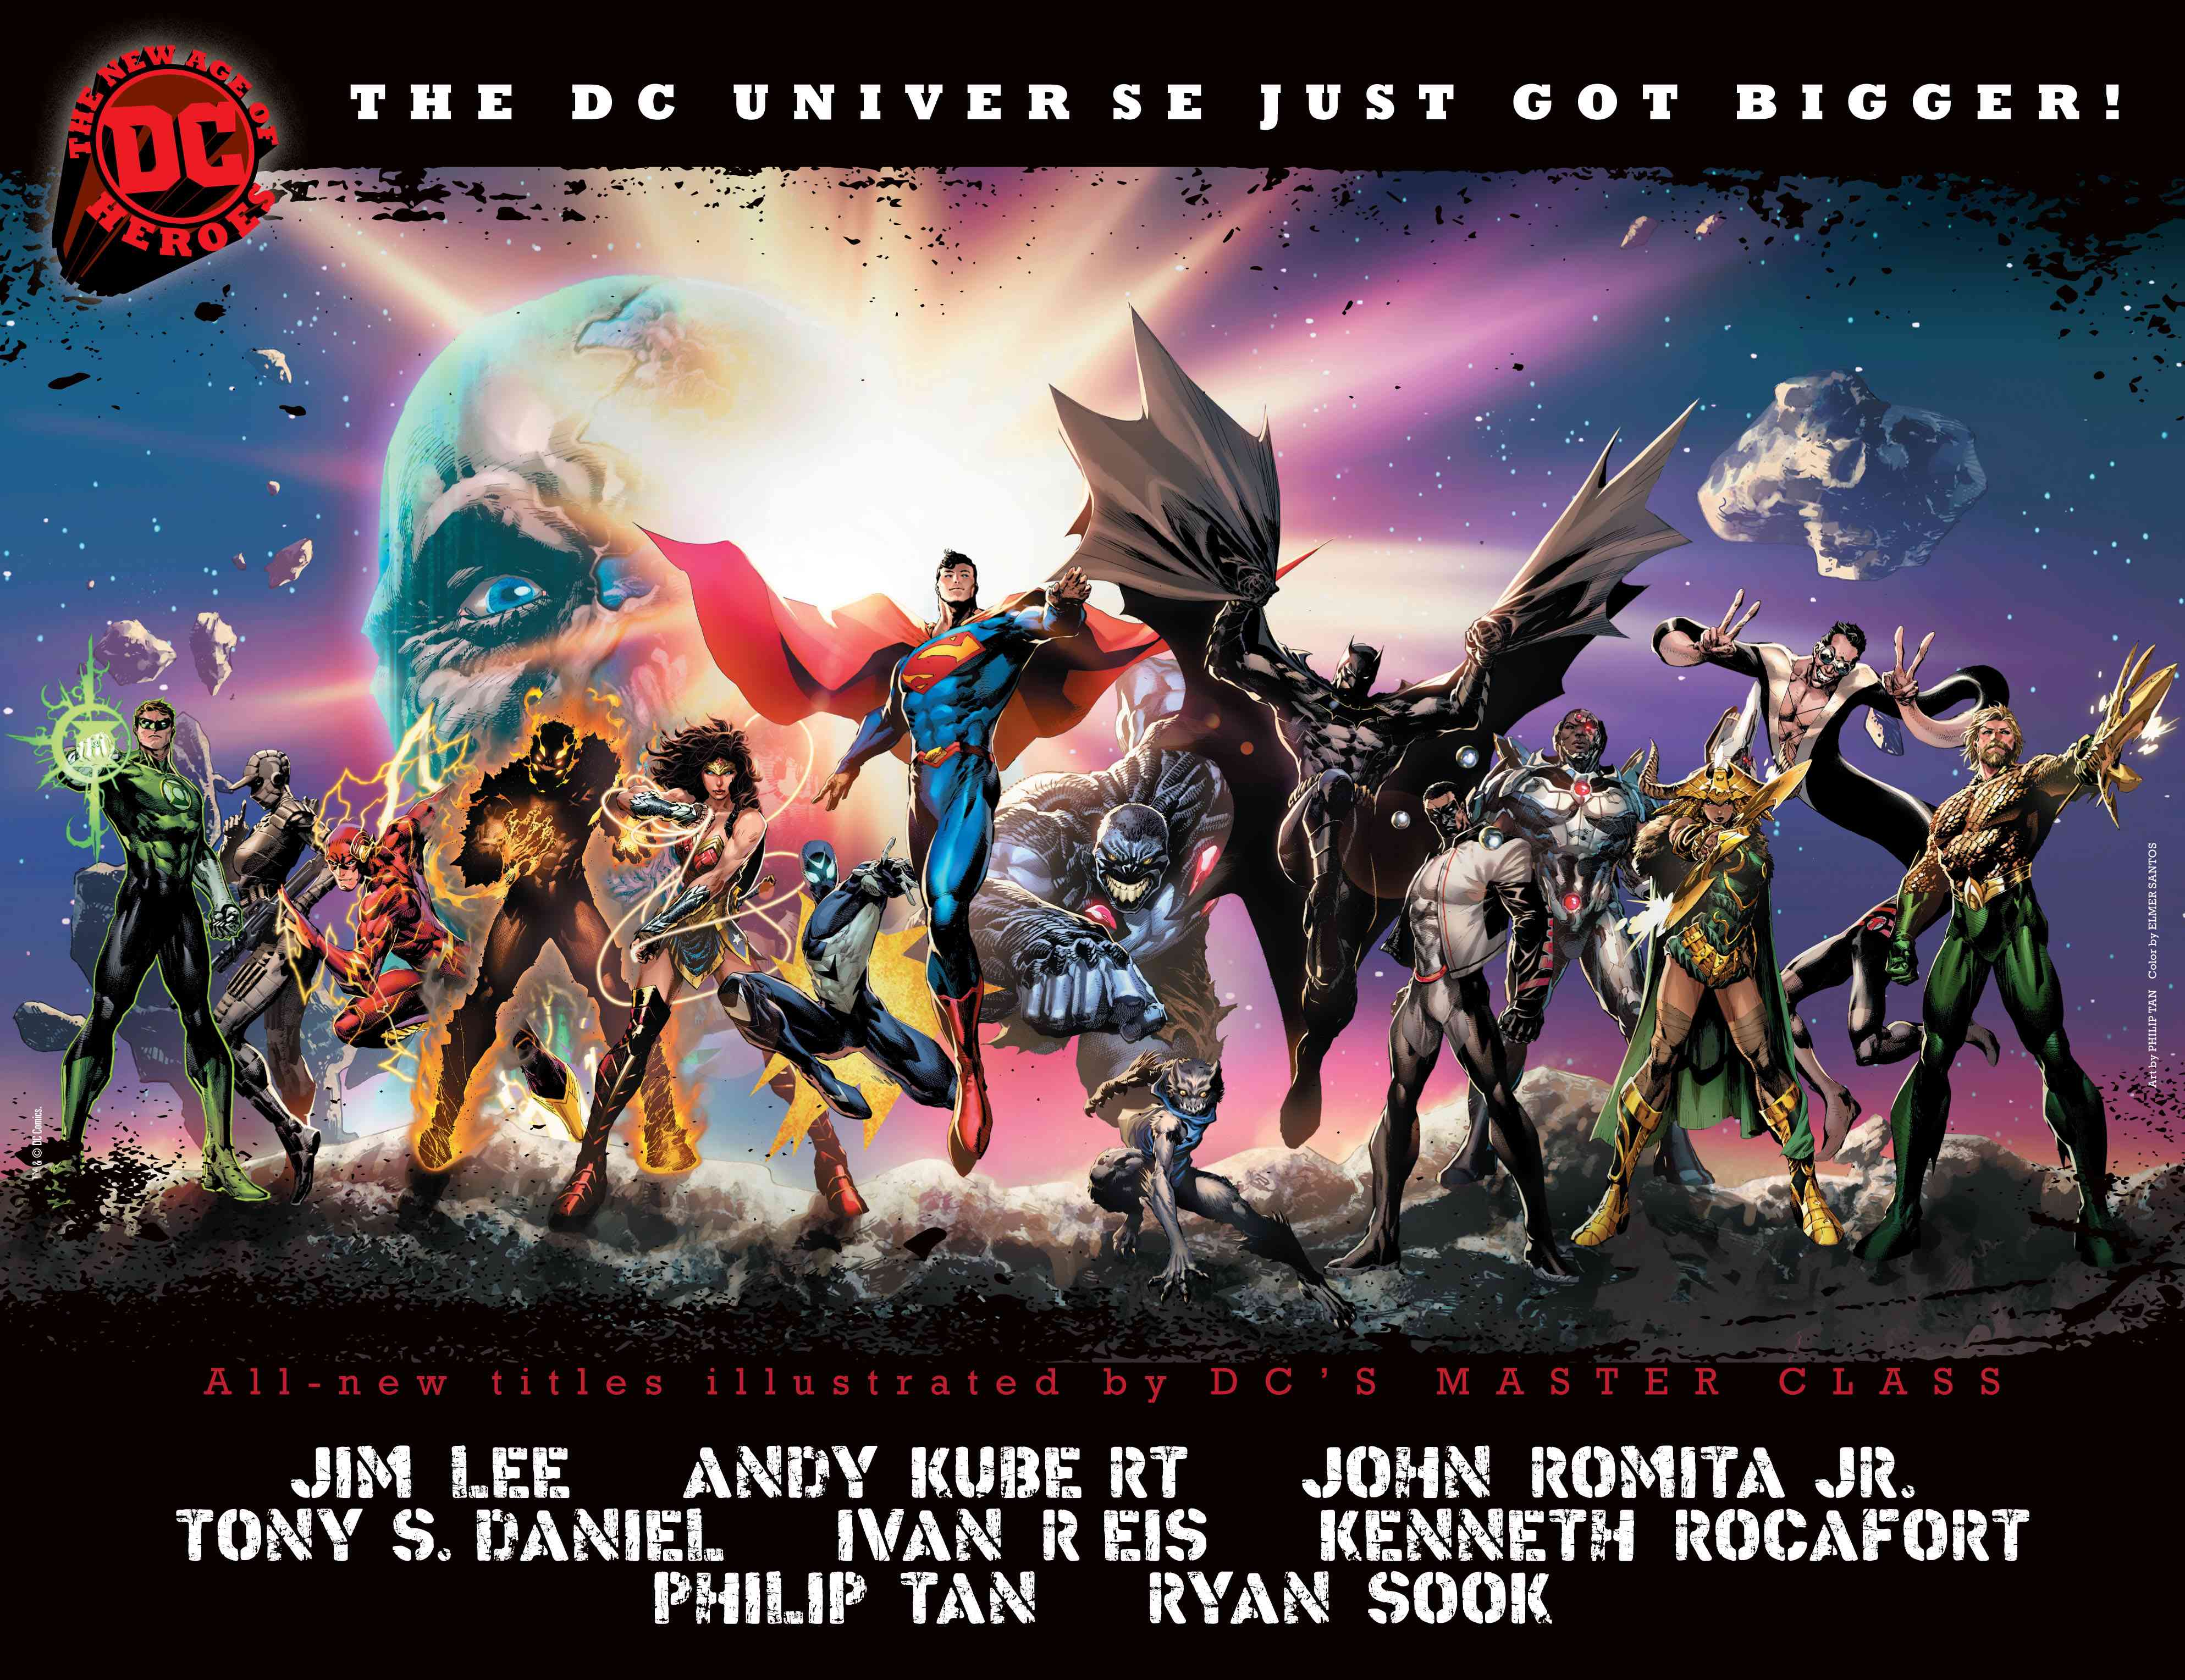 THE NEW AGE OF
DC
HEROES
THE DC UNIVERSE JUST GOT BIGGER!
Art by PHILIP TAN Color by ELMER SANTOS
& © DC Comics.
All-new titles illustrated by DC'S MASTER CLASS
JIM LEE ANDY KUBERT JOHN ROMITA JR.
TONY S. DANIEL IVAN REIS KENNETH ROCAFORT
PHILIP TAN RYAN SOOK